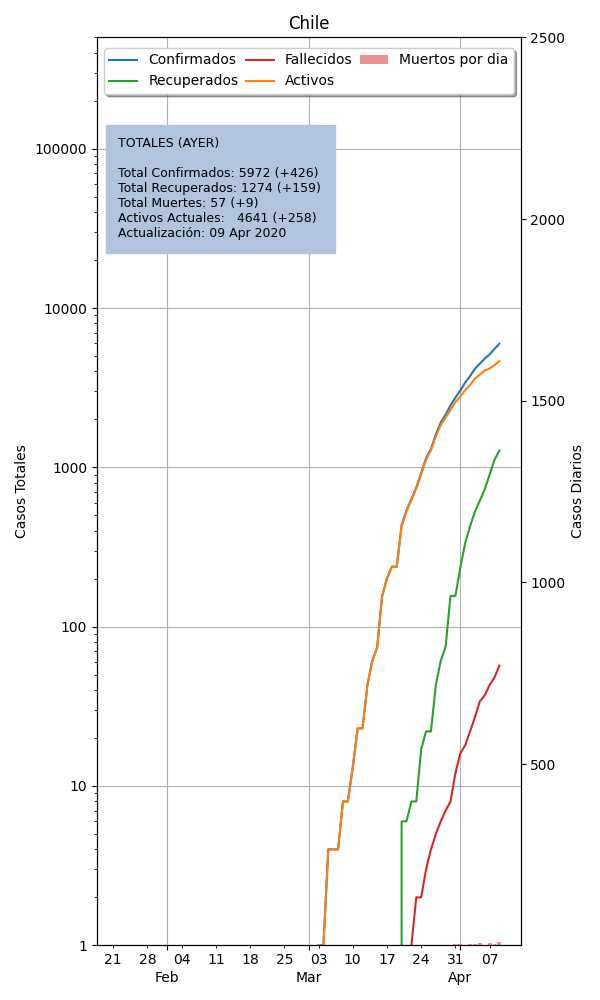 Chile
Confirmados Fallecidos Muertos por dia
Recuperados Activos
TOTALES (AYER)
Total Confirmados: 5972 (+426)
Total Recuperados: 1274 (+159)
Total Muertes: 57 (+9)
Activos Actuales: 4641 (+258)
Actualización: 09 Apr 2020
Casos Totales
100000
10000
1000
100
10
1
2500
2000
1500
1000
500
Casos Diarios
21 28 04 11 18 25 03 10 17 24 31 07
Feb Mar Apr